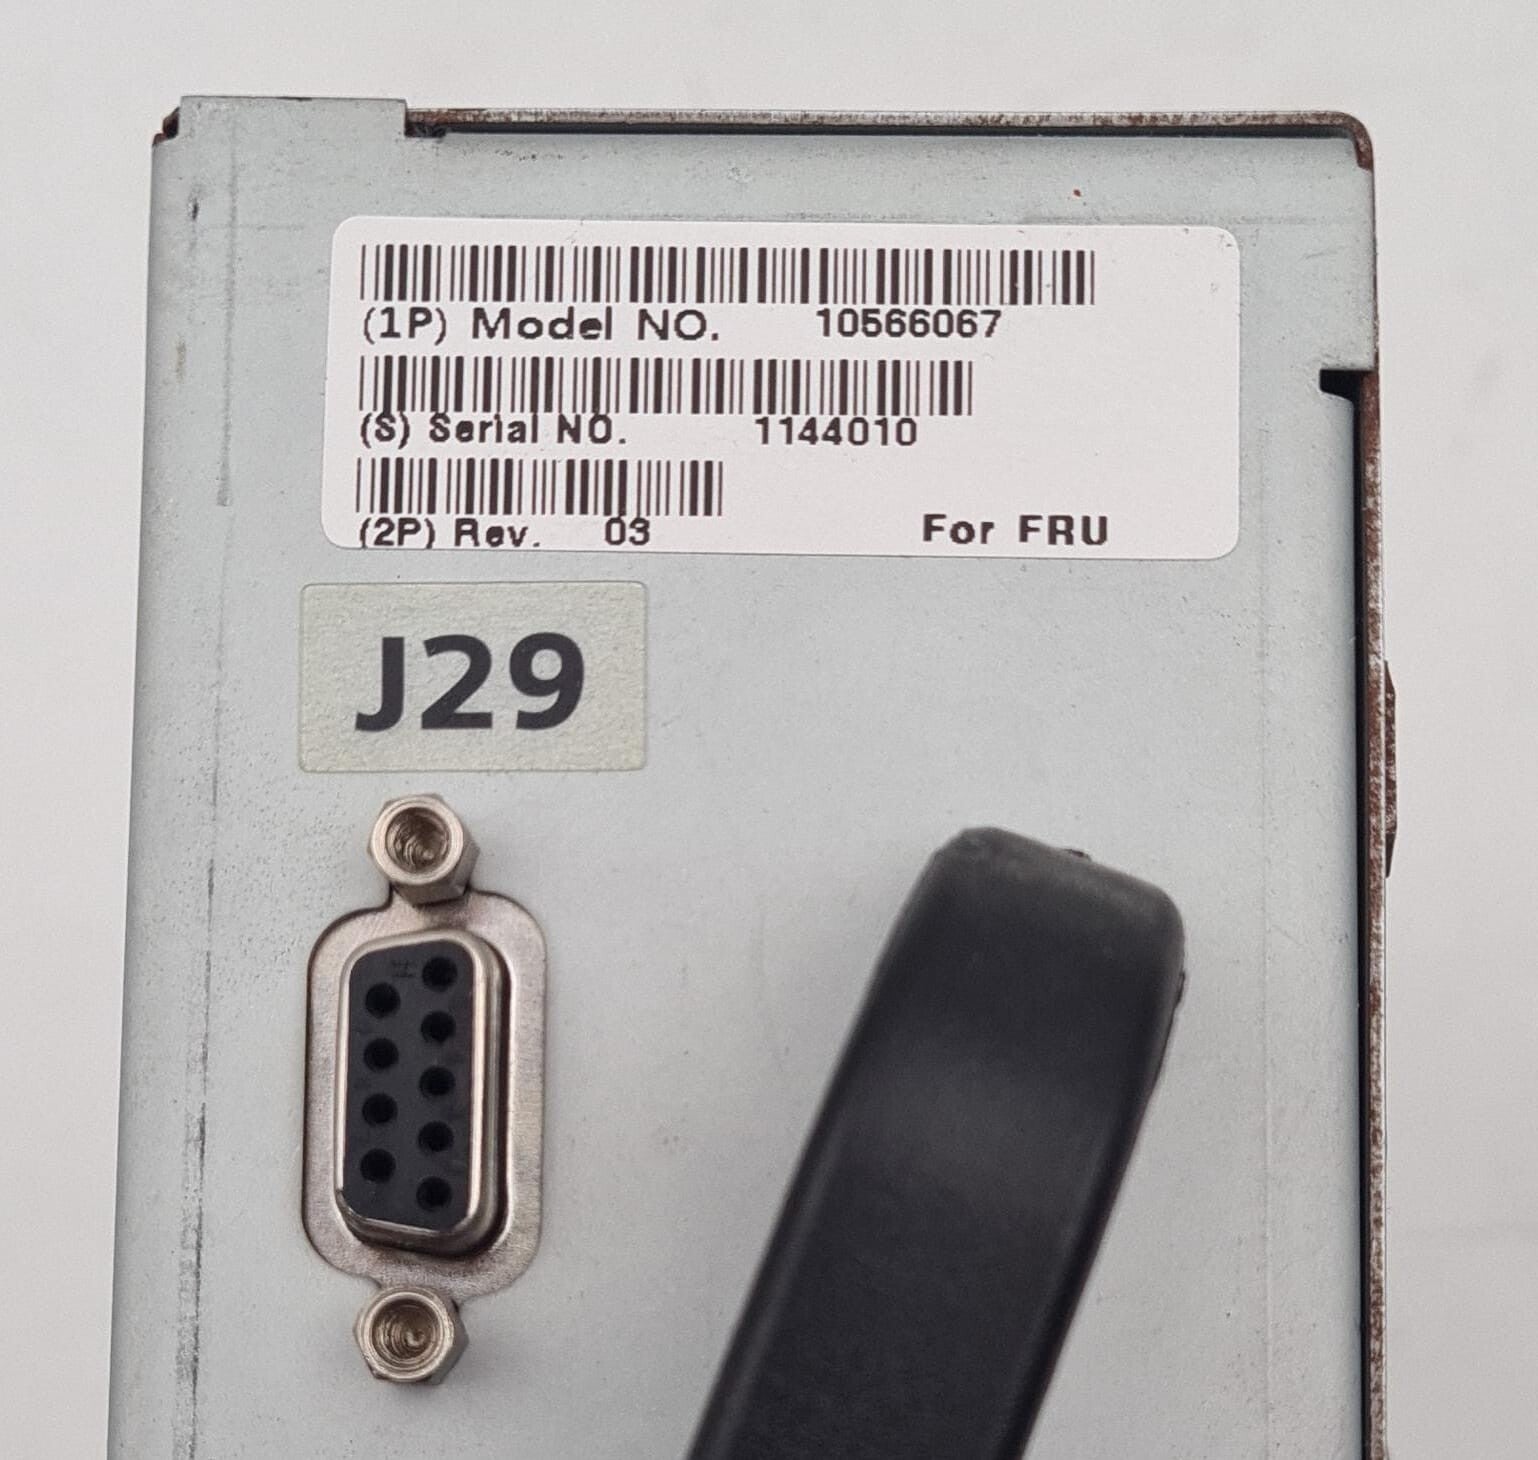 (1P) Model NO. 10566067
(S) Serial NO. 1144010
(2P) Rev. 03 For FRU
J29